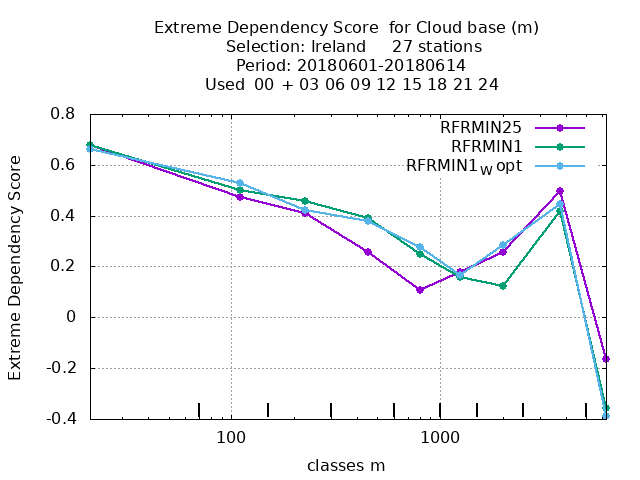 Extreme Dependency Score  for Cloud base (m)
Selection: Ireland     27 stations
Period: 20180601-20180614
Used  00 + 03 06 09 12 15 18 21 24
RFRMIN25
RFRMIN1
RFRMIN1W opt
Extreme Dependency Score
0.8
0.6
0.4
0.2
0
-0.2
-0.4
100
1000
classes m